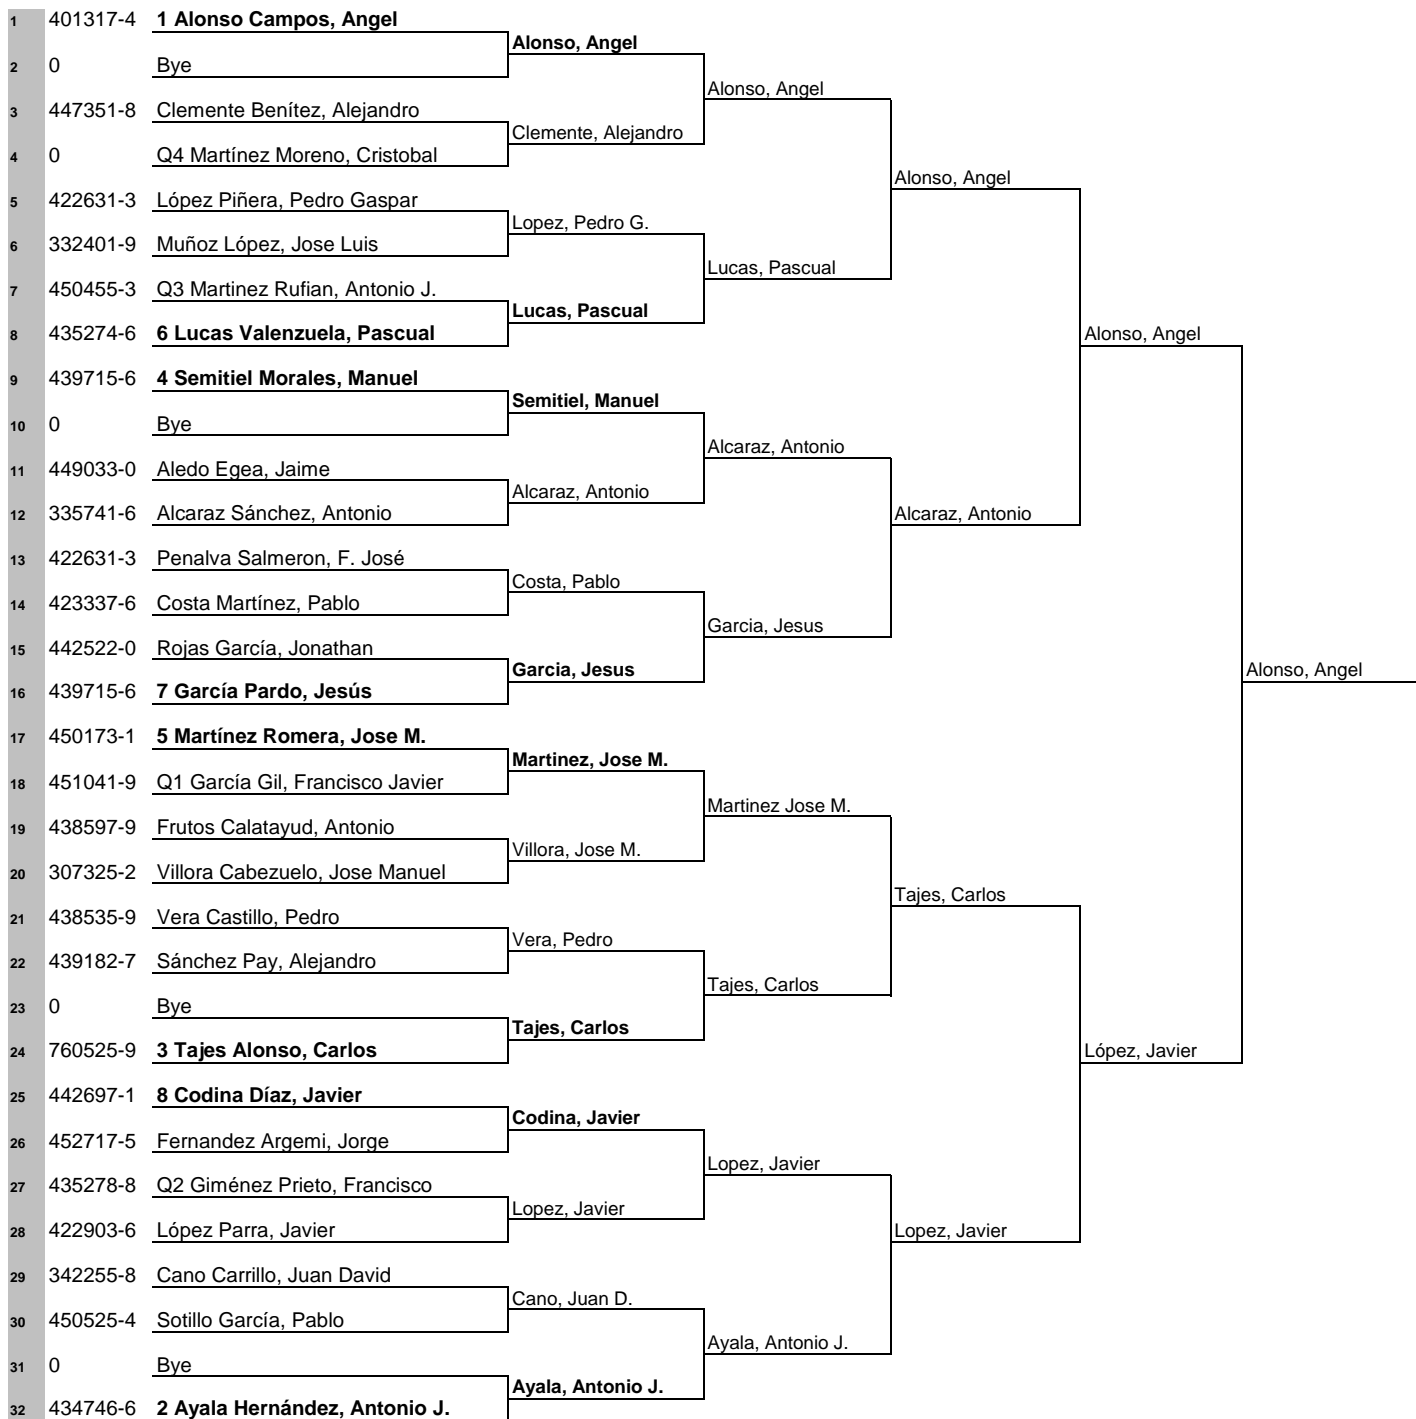 1 401317-4 1 Alonso Campos, Angel
Alonso, Angel
2 0 Bye
Alonso, Angel
3 447351-8 Clemente Benítez, Alejandro
Clemente, Alejandro
4 0 Q4 Martínez Moreno, Cristobal
Alonso, Angel
5 422631-3 López Piñera, Pedro Gaspar
Lopez, Pedro G.
6 332401-9 Muñoz López, Jose Luis
Lucas, Pascual
7 450455-3 Q3 Martinez Rufian, Antonio J.
Lucas, Pascual
8 435274-6 6 Lucas Valenzuela, Pascual
Alonso, Angel
9 439715-6 4 Semitiel Morales, Manuel
Semitiel, Manuel
10 0 Bye
Alcaraz, Antonio
11 449033-0 Aledo Egea, Jaime
Alcaraz, Antonio
12 335741-6 Alcaraz Sánchez, Antonio
Alcaraz, Antonio
13 422631-3 Penalva Salmeron, F. José
Costa, Pablo
14 423337-6 Costa Martínez, Pablo
Garcia, Jesus
15 442522-0 Rojas García, Jonathan
Garcia, Jesus
Alonso, Angel
16 439715-6 7 García Pardo, Jesús
17 450173-1 5 Martínez Romera, Jose M.
Martinez, Jose M.
18 451041-9 Q1 García Gil, Francisco Javier
Martinez Jose M.
19 438597-9 Frutos Calatayud, Antonio
Villora, Jose M.
20 307325-2 Villora Cabezuelo, Jose Manuel
Tajes, Carlos
21 438535-9 Vera Castillo, Pedro
Vera, Pedro
22 439182-7 Sánchez Pay, Alejandro
Tajes, Carlos
23 0 Bye
Tajes, Carlos
24 760525-9 3 Tajes Alonso, Carlos
López, Javier
25 442697-1 8 Codina Díaz, Javier
Codina, Javier
26 452717-5 Fernandez Argemi, Jorge
Lopez, Javier
27 435278-8 Q2 Giménez Prieto, Francisco
Lopez, Javier
28 422903-6 López Parra, Javier
Lopez, Javier
29 342255-8 Cano Carrillo, Juan David
Cano, Juan D.
30 450525-4 Sotillo García, Pablo
Ayala, Antonio J.
31 0 Bye
Ayala, Antonio J.
32 434746-6 2 Ayala Hernández, Antonio J.